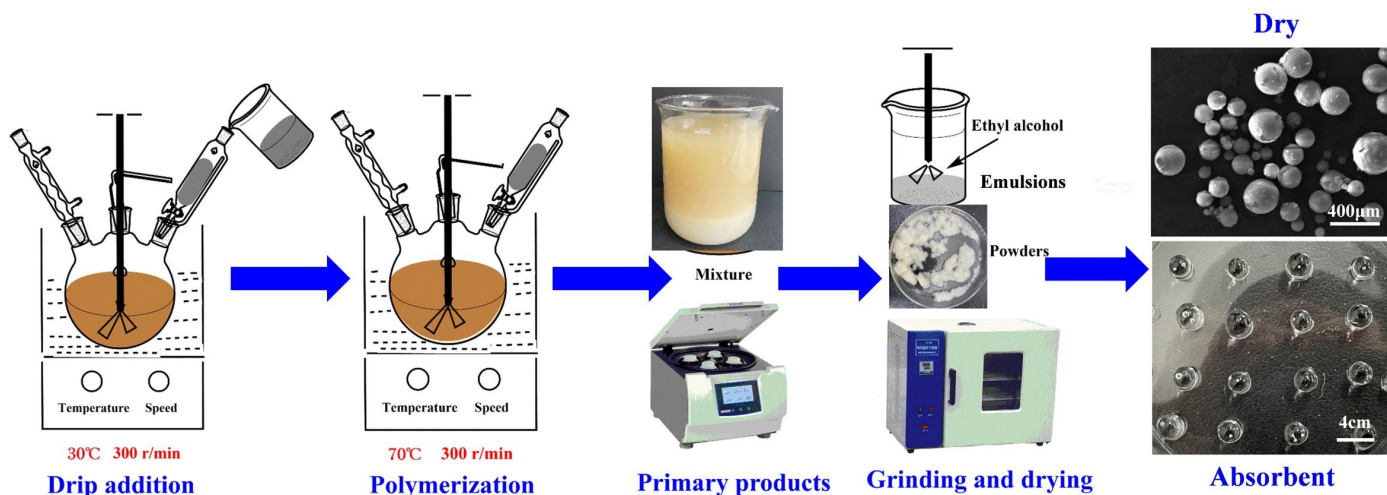 Dry
Ethyl alcohol
Emulsions
400μm
Powders
Mixture
Temperature Speed
Temperature Speed
4cm
30℃ 300 r/min
70℃ 300 r/min
Drip addition
Polymerization
Primary products
Grinding and drying
Absorbent